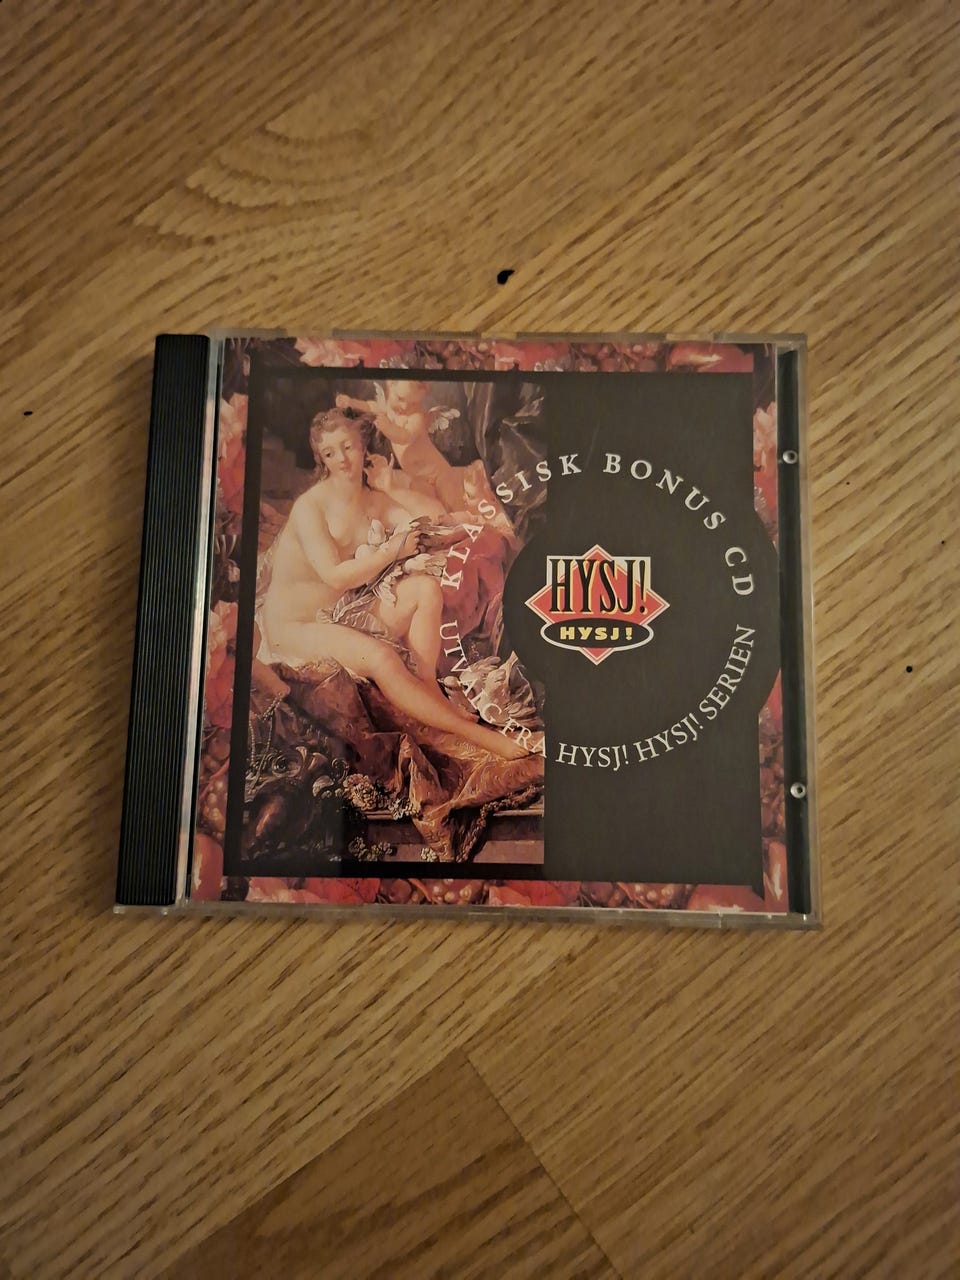 KLASSISK BONUS CD
UTVALG FRA HYSJ! HYSJ! SERIEN
HYSJ!
HYSJ!